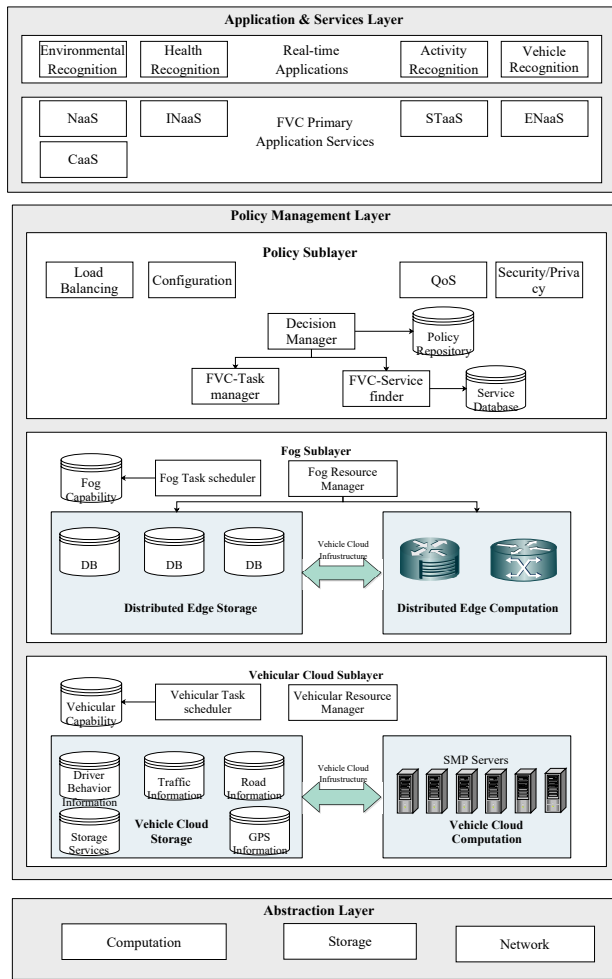 Application & Services Layer
Environmental
Recognition
Health
Recognition
Real-time
Applications
Activity
Recognition
Vehicle
Recognition
NaaS
INaaS
FVC Primary
Application Services
STaaS
ENaaS
CaaS
Policy Management Layer
Policy Sublayer
Load
Balancing
Configuration
QoS
Security/Priva
cy
Decision
Manager
Policy
Repository
FVC-Task
manager
FVC-Service
finder
Service
Database
Fog Sublayer
Fog
Capability
Fog Task scheduler
Fog Resource
Manager
DB
DB
DB
Vehicle Cloud
Infrustructure
Distributed Edge Storage
Distributed Edge Computation
Vehicular Cloud Sublayer
Vehicular
Capability
Vehicular Task
scheduler
Vehicular Resource
Manager
Driver
Behavior
Information
Traffic
Information
Road
Information
Vehicle Cloud
Infrustructure
SMP Servers
Storage
Services
Vehicle Cloud
Storage
GPS
Information
Vehicle Cloud
Computation
Abstraction Layer
Computation
Storage
Network